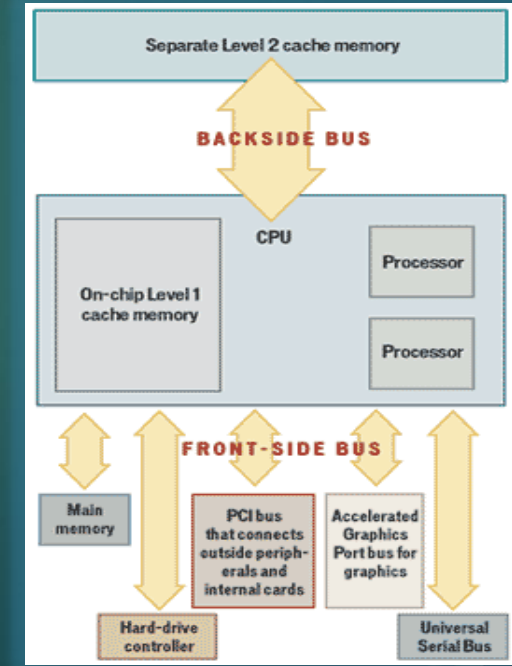 Separate Level 2 cache memory
BACKSIDE BUS
CPU
On-chip Level 1
cache memory
Processor
Processor
FRONT-SIDE BUS
Main
memory
PCI bus
that connects
outside periph-
erals and
internal cards
Accelerated
Graphics
Port bus for
graphics
Hard-drive
controller
Universal
Serial Bus